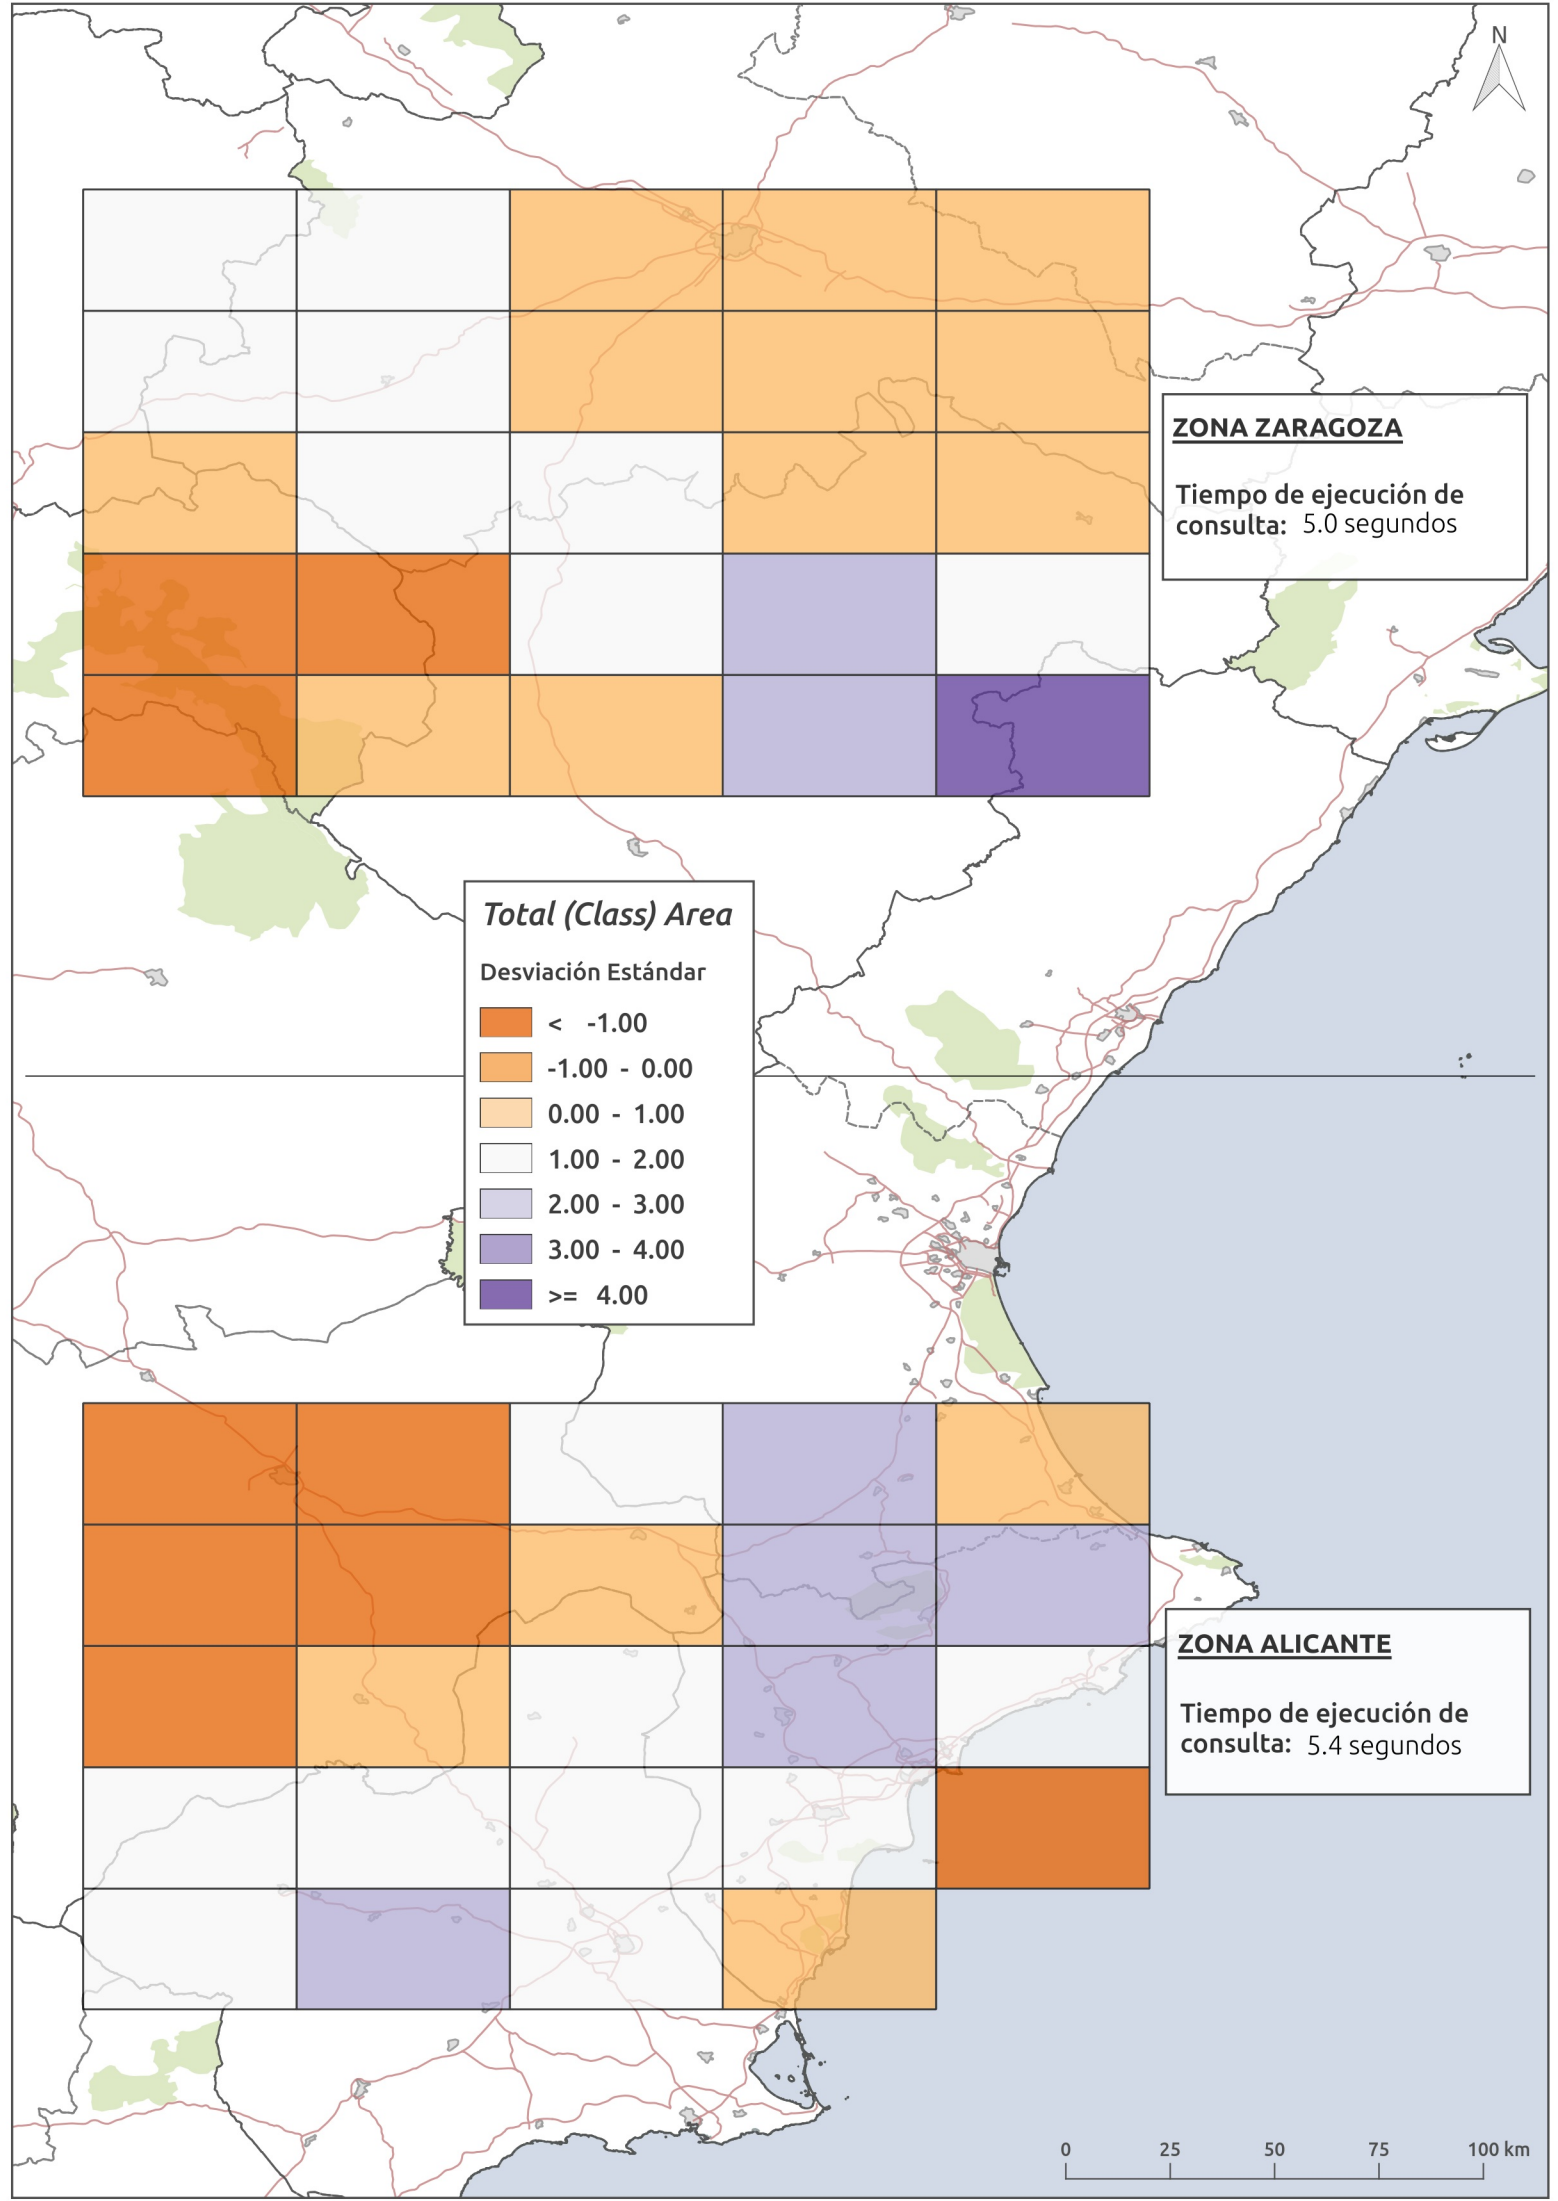 N
ZONA ZARAGOZA
Tiempo de ejecución de
consulta: 5.0 segundos
Total (Class) Area
Desviación Estándar
< -1.00
-1.00 - 0.00
0.00 - 1.00
1.00 - 2.00
2.00 - 3.00
3.00 - 4.00
>= 4.00
ZONA ALICANTE
Tiempo de ejecución de
consulta: 5.4 segundos
0 25 50 75 100 km